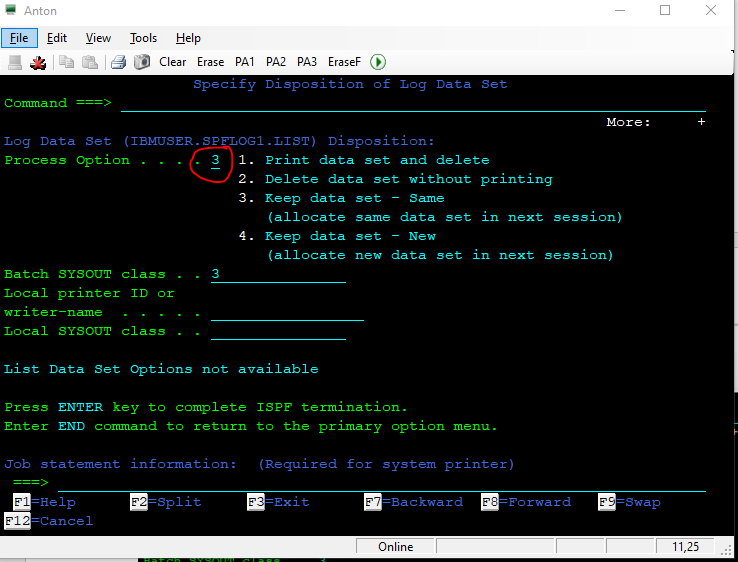 Anton
File Edit View Tools Help
Clear Erase PA1 PA2 PA3 EraseF
Specify Disposition of Log Data Set
Command ===>
More: +
Log Data Set (IBMUSER.SPFLOG1.LIST) Disposition:
Process Option . . . . 3 1. Print data set and delete
2. Delete data set without printing
3. Keep data set - Same
(allocate same data set in next session)
4. Keep data set - New
(allocate new data set in next session)
Batch SYSOUT class . . 3
Local printer ID or
writer-name . . . . .
Local SYSOUT class . .
List Data Set Options not available
Press ENTER key to complete ISPF termination.
Enter END command to return to the primary option menu.
Job statement information: (Required for system printer)
===>
F1=Help F2=Split F3=Exit F7=Backward F8=Forward F9=Swap
F12=Cancel
Online 11,25